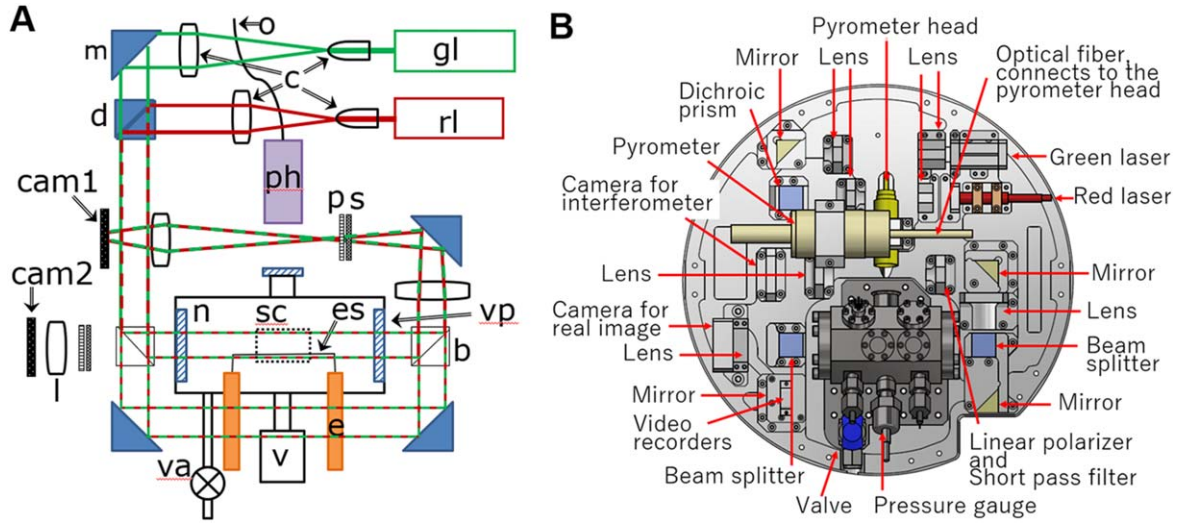 A
o
m
gl
c
d
rl
ph
cam1
p s
cam2
n
sc
es
vp
b
l
e
va
v
B
Pyrometer head
Mirror
Lens
Lens
Optical fiber,
connects to the
pyrometer head
Dichroic
prism
Pyrometer
Green laser
Camera for
interferometer
Red laser
Lens
Mirror
Camera for
real image
Lens
Lens
Beam
splitter
Mirror
Mirror
Video
recorders
Linear polarizer
and
Short pass filter
Beam splitter
Valve
Pressure gauge